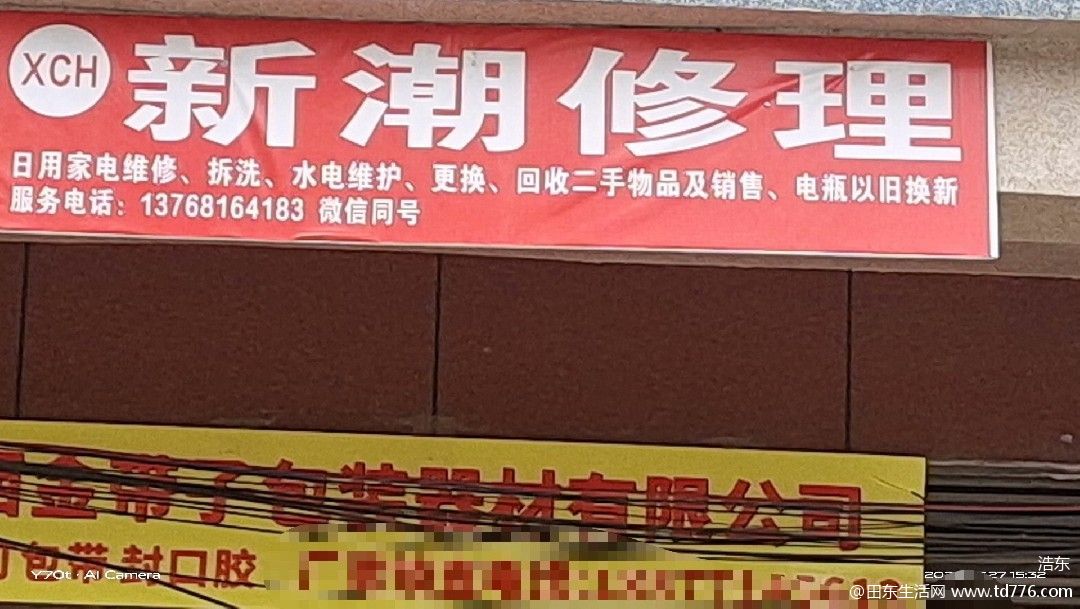 XCH
新潮修理
日用家电维修、拆洗、水电维护、更换、回收二手物品及销售、电瓶以旧换新
服务电话：13768164183 微信同号
金带子包装器材有限公司
包带 封口胶
Y70t · AI Camera
浩东
@田东生活网 www.td776.com